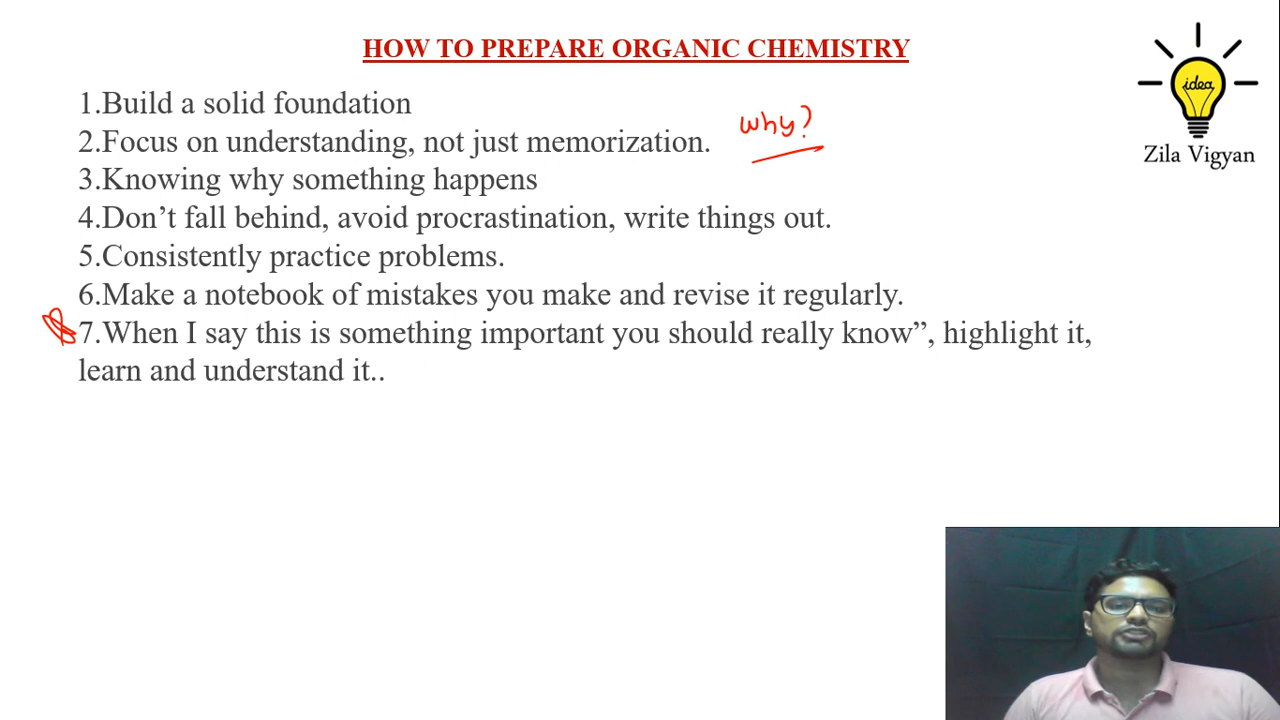 HOW TO PREPARE ORGANIC CHEMISTRY
idea
Zila Vigyan
1.Build a solid foundation
why?
2.Focus on understanding, not just memorization.
3.Knowing why something happens
4.Don’t fall behind, avoid procrastination, write things out.
5.Consistently practice problems.
6.Make a notebook of mistakes you make and revise it regularly.
7.When I say this is something important you should really know”, highlight it,
learn and understand it..